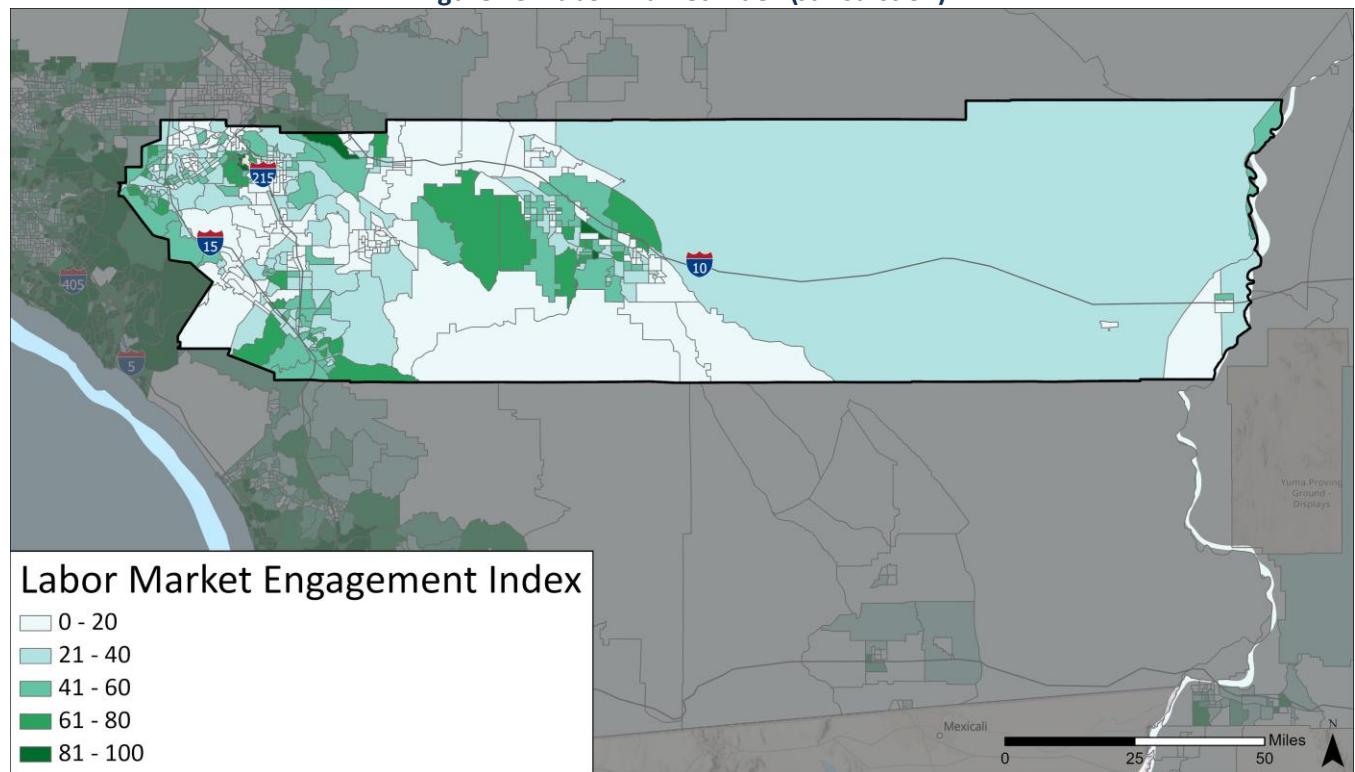 215
15
10
405
5
Yuma Proving
Ground -
Displays
Labor Market Engagement Index
0 - 20
21 - 40
41 - 60
61 - 80
81 - 100
Mexicali
N
Miles
0
25
50